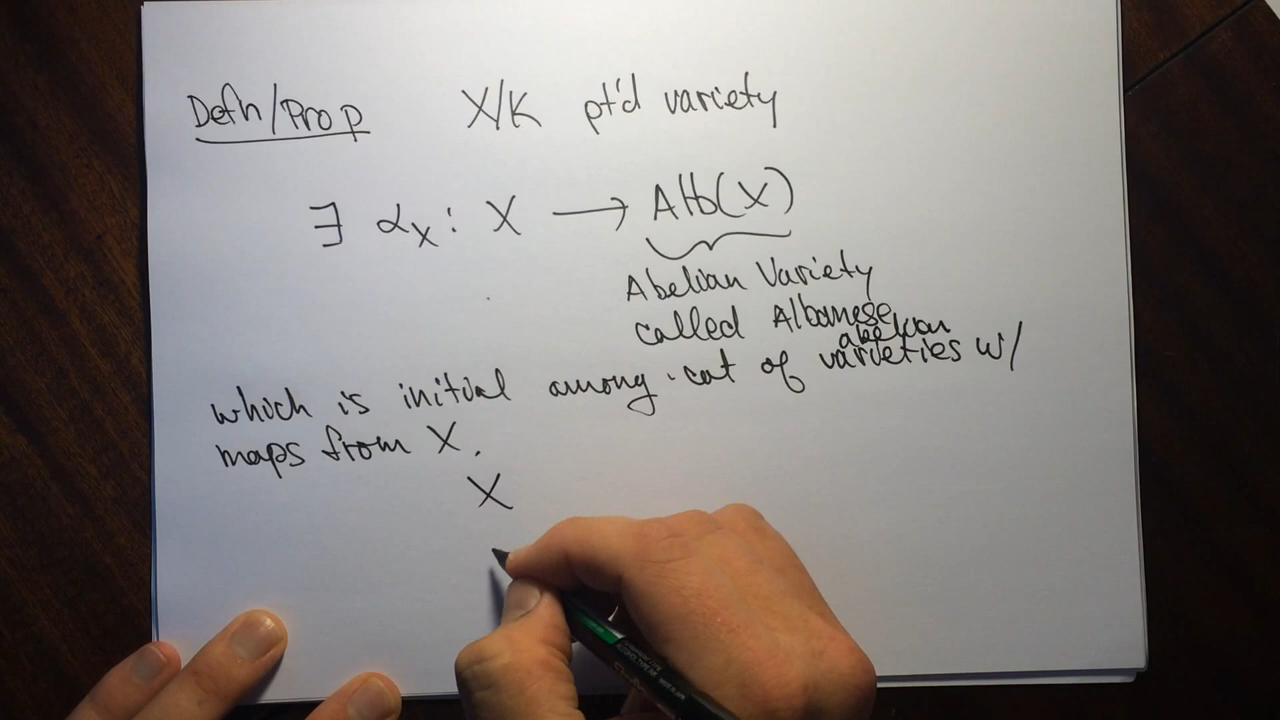 Defn/Prop X/K pt'd variety
∃ α_X : X → Alb(X)
Abelian Variety
called Albanese
abelian
which is initial among cat of varieties w/
maps from X.
X